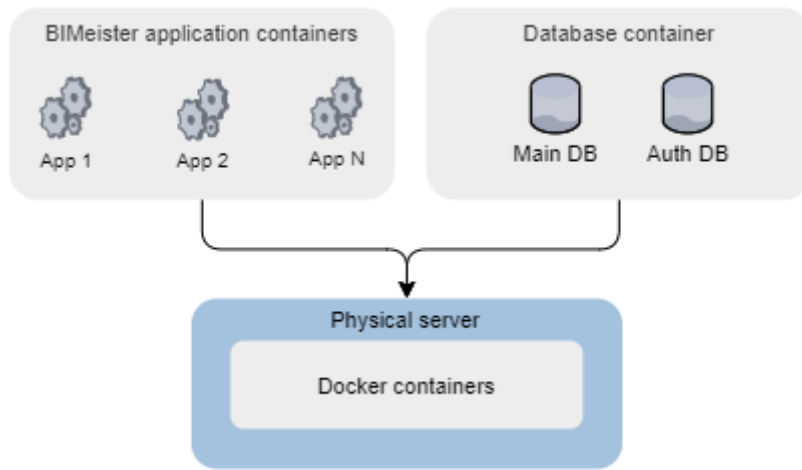 BIMeister application containers
Database container
App 1
App 2
App N
Main DB
Auth DB
Physical server
Docker containers